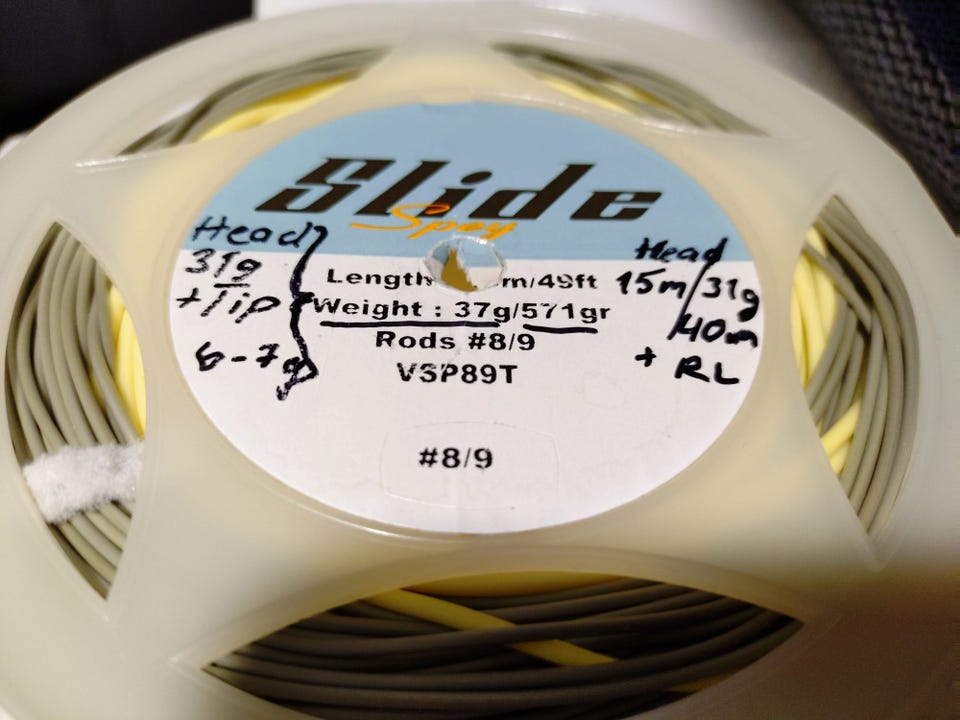 Slide
Spey
Head
31g
+ tip
6-7g
Length m/49ft
Weight : 37g/571gr
Rods #8/9
VSP89T
#8/9
Head
15m/31g
/40m
+ RL